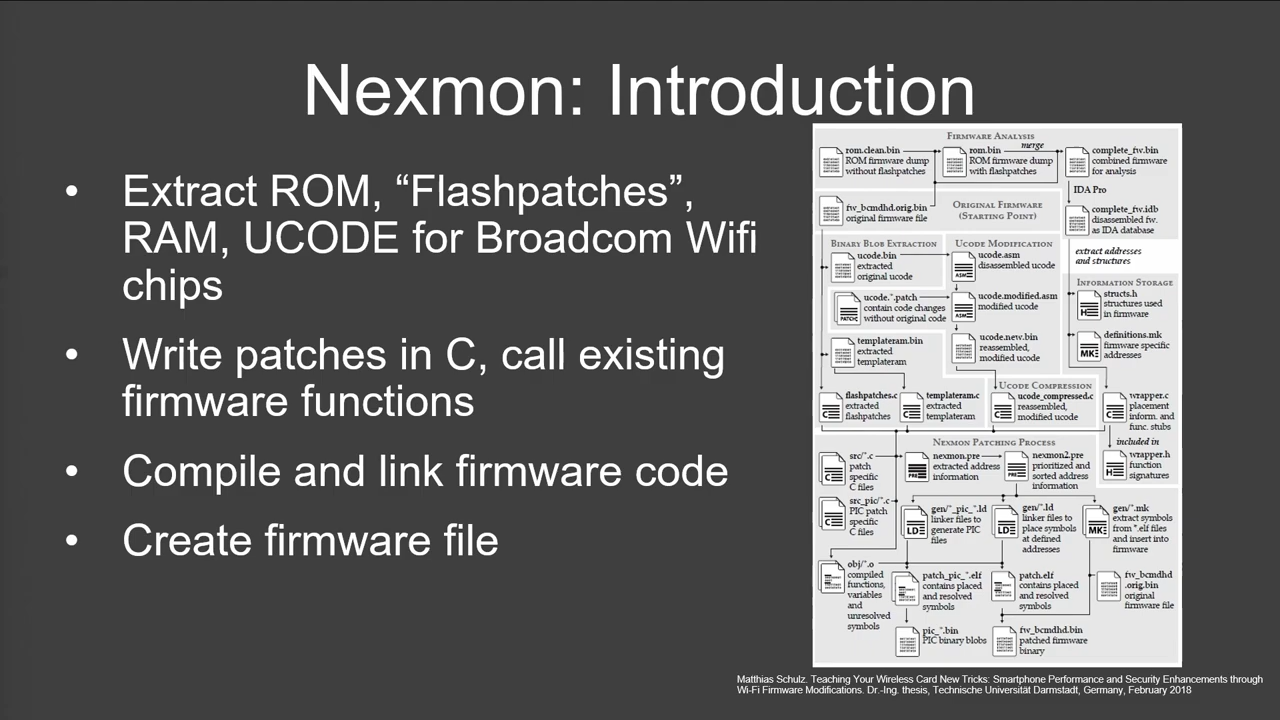 Nexmon: Introduction
• Extract ROM, “Flashpatches”,
RAM, UCODE for Broadcom Wifi
chips
• Write patches in C, call existing
firmware functions
• Compile and link firmware code
• Create firmware file
FIRMWARE ANALYSIS
rom.clean.bin
ROM firmware dump
without flashpatches
rom.bin
ROM firmware dump
with flashpatches
merge
complete_fw.bin
combined firmware
for analysis
IDA Pro
fw_bcmdhd.orig.bin
original firmware file
ORIGINAL FIRMWARE
(STARTING POINT)
complete_fw.idb
disassembled fw.
as IDA database
extract addresses
and structures
BINARY BLOB EXTRACTION
ucode.bin
extracted
original ucode
UCODE MODIFICATION
ucode.asm
disassembled ucode
ASM
INFORMATION STORAGE
structs.h
structures used
in firmware
H
ucode.*.patch
contain code changes
without original code
PATCH
ucode.modified.asm
modified ucode
ASM
definitions.mk
firmware specific
addresses
MK
templateram.bin
extracted
templateram
ucode.new.bin
reassembled,
modified ucode
UCODE COMPRESSION
flashpatches.c
extracted
flashpatches
C
templateram.c
extracted
templateram
C
ucode_compressed.c
reassembled,
modified ucode
C
wrapper.c
placement
inform. and
func. stubs
C
included in
wrapper.h
function
signatures
H
NEXMON PATCHING PROCESS
src/*.c
patch
specific
C files
C
nexmon.pre
extracted address
information
PRE
nexmon2.pre
prioritized and
sorted address
information
PRE
src_pic/*.c
PIC patch
specific
C files
C
gen/*_pic_*.ld
linker files to
generate PIC
files
LD
gen/*.ld
linker files to
place symbols
at defined
addresses
LD
gen/*.mk
extract symbols
from *.elf files
and insert into
firmware
MK
obj/*.o
compiled
functions,
variables
and
unresolved
symbols
patch_pic_*.elf
contains placed
and resolved
symbols
patch.elf
contains placed
and resolved
symbols
fw_bcmdhd
.orig.bin
original
firmware file
pic_*.bin
PIC binary blobs
fw_bcmdhd.bin
patched firmware
binary
Matthias Schulz. Teaching Your Wireless Card New Tricks: Smartphone Performance and Security Enhancements through
Wi-Fi Firmware Modifications. Dr.-Ing. thesis, Technische Universität Darmstadt, Germany, February 2018